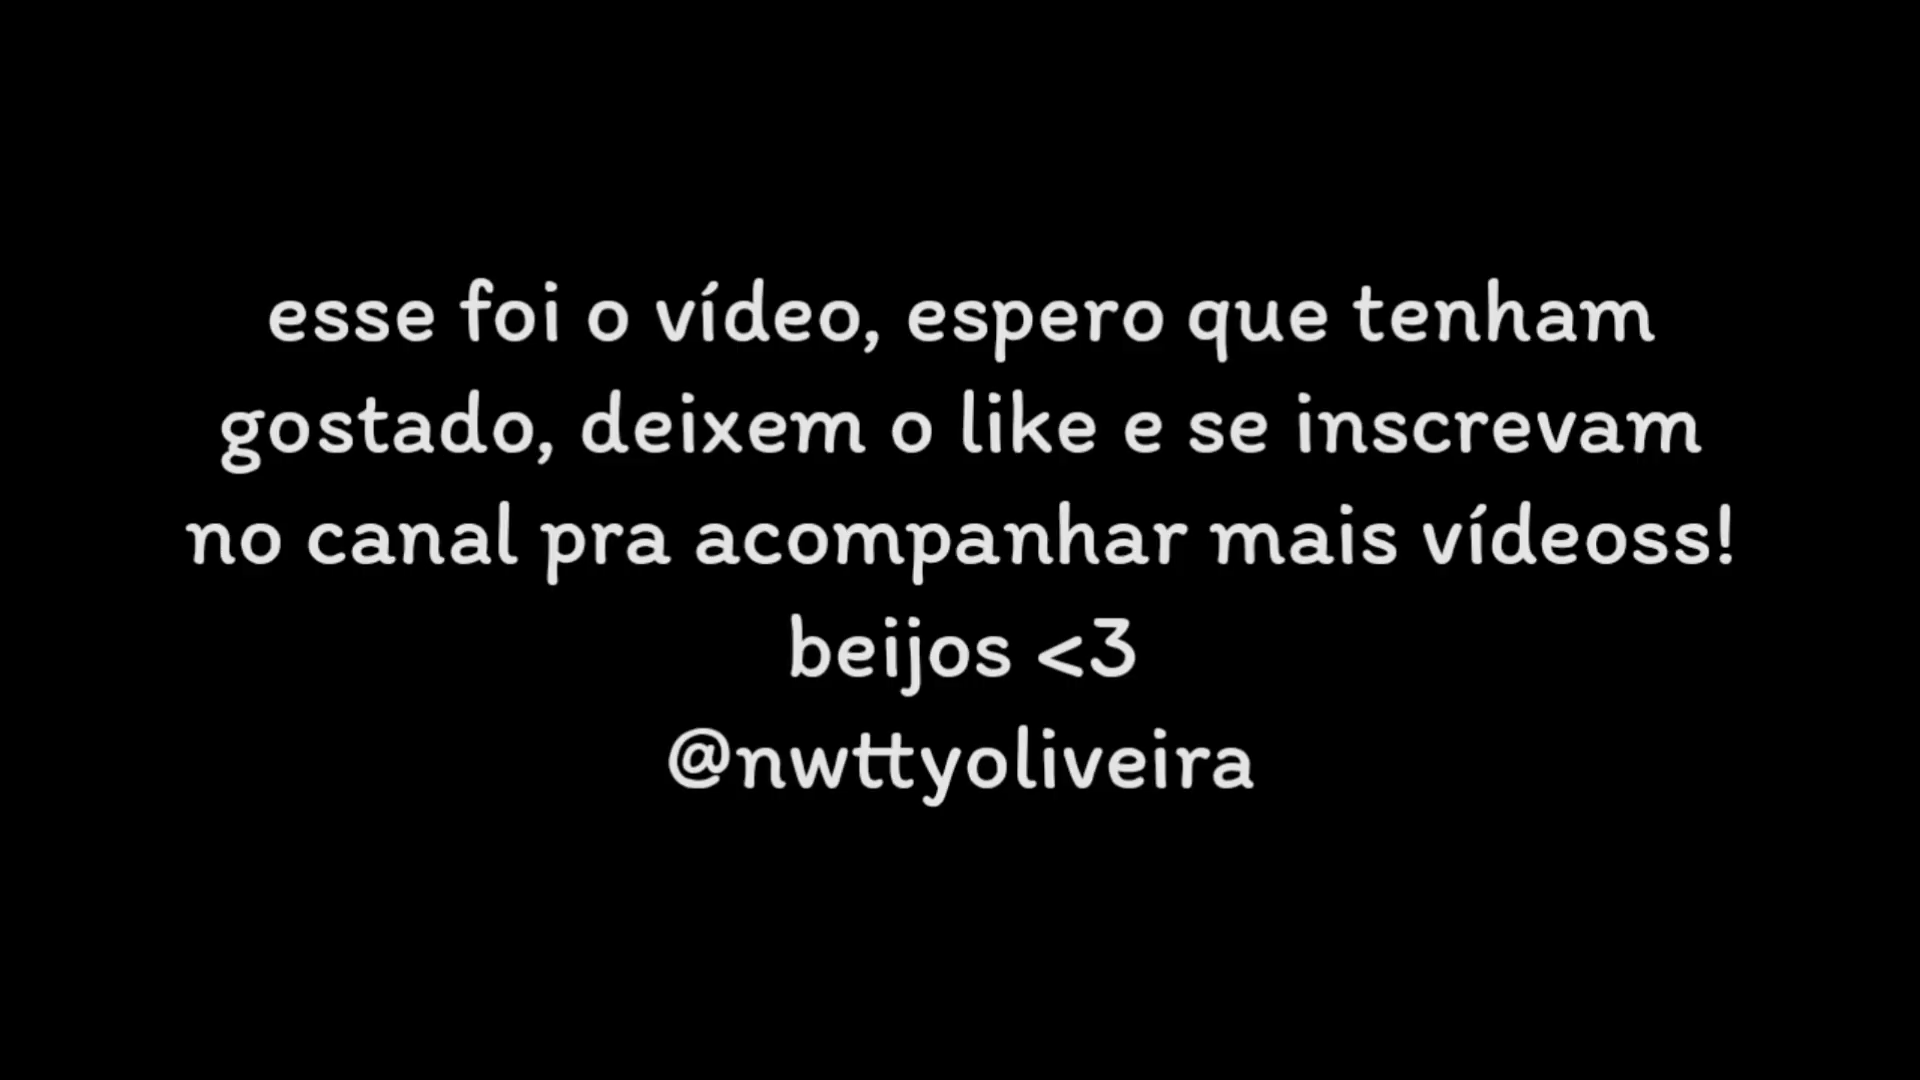 esse foi o vídeo, espero que tenham
gostado, deixem o like e se inscrevam
no canal pra acompanhar mais vídeoss!
beijos <3
@nwttyoliveira